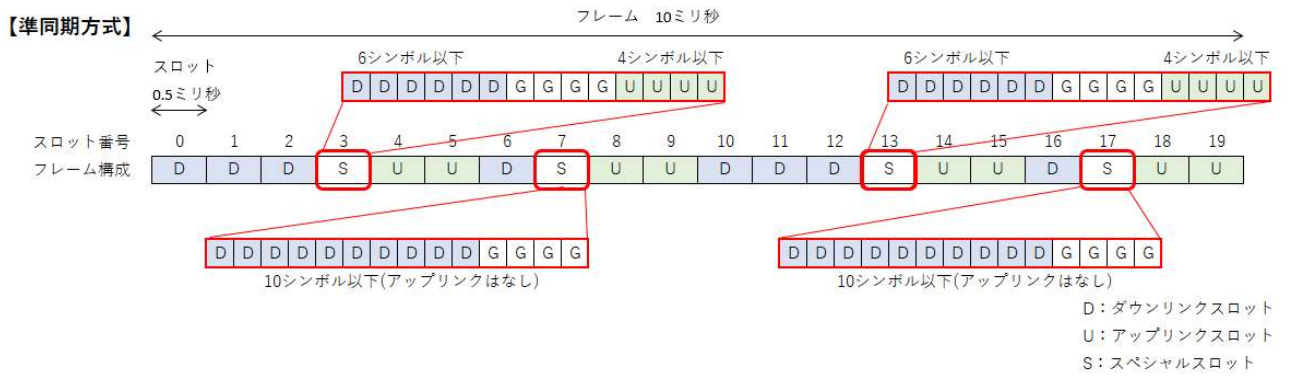 【準同期方式】
フレーム 10ミリ秒
6シンボル以下 4シンボル以下 6シンボル以下 4シンボル以下
スロット
0.5ミリ秒
D D D D D D G G G G U U U U D D D D D D G G G G U U U U
スロット番号 0 1 2 3 4 5 6 7 8 9 10 11 12 13 14 15 16 17 18 19
フレーム構成 D D D S U U D S U U D D D S U U D S U U
D D D D D D D D D D G G G G D D D D D D D D D D G G G G
10シンボル以下(アップリンクはなし) 10シンボル以下(アップリンクはなし)
D：ダウンリンクスロット
U：アップリンクスロット
S：スペシャルスロット